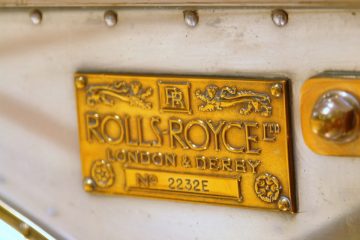 RR
ROLLS-ROYCE LTD
LONDON & DERBY
No 2232E